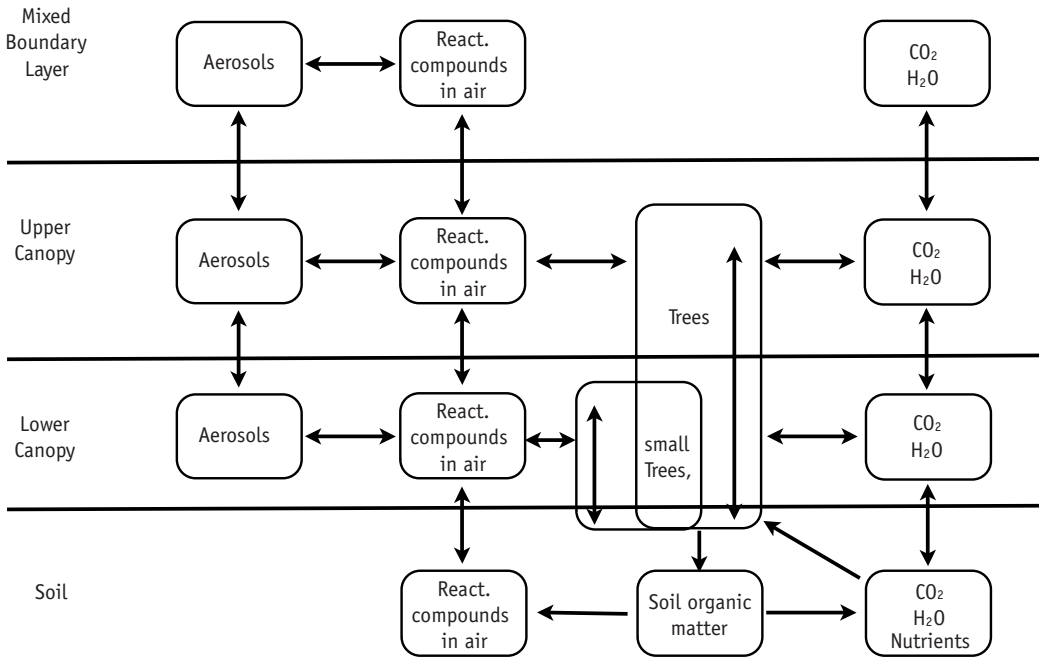 Mixed
Boundary
Layer
Aerosols
React.
compounds
in air
CO₂
H₂O
Upper
Canopy
Aerosols
React.
compounds
in air
Trees
CO₂
H₂O
Lower
Canopy
Aerosols
React.
compounds
in air
small
Trees,
CO₂
H₂O
Soil
React.
compounds
in air
Soil organic
matter
CO₂
H₂O
Nutrients